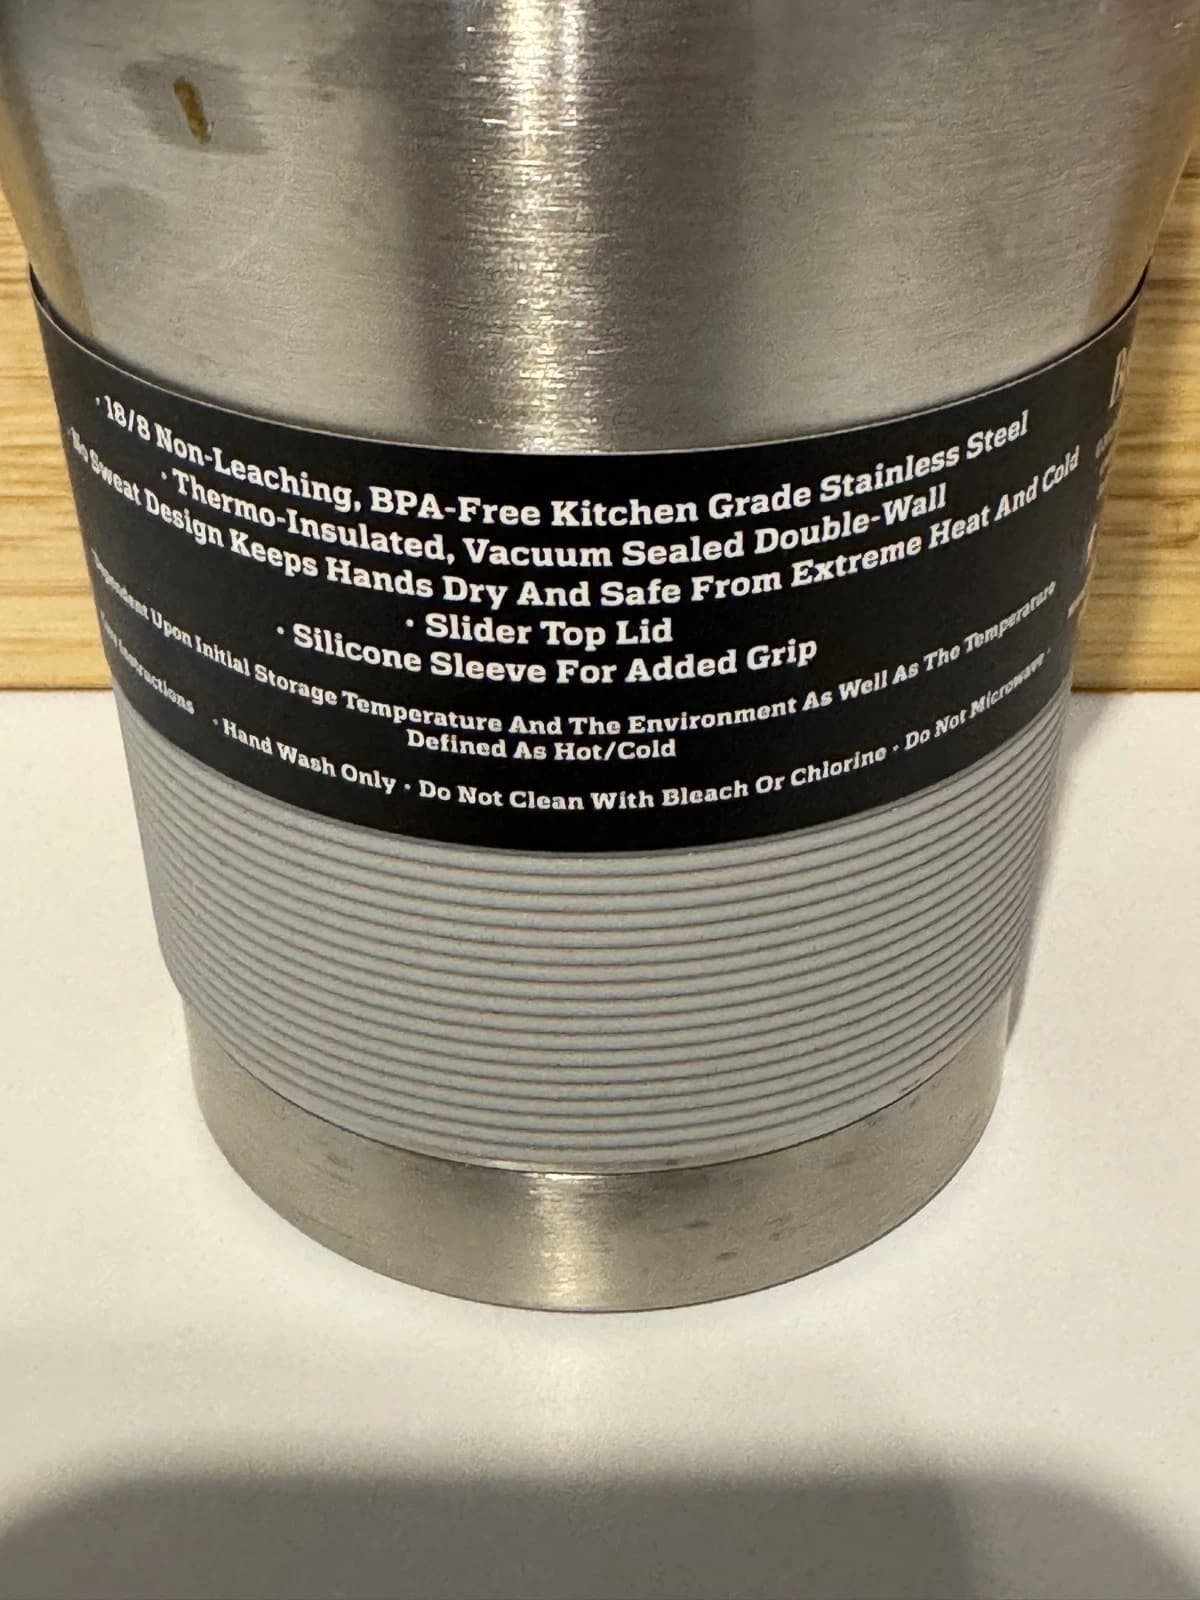 · 18/8 Non-Leaching, BPA-Free Kitchen Grade Stainless Steel
· Thermo-Insulated, Vacuum Sealed Double-Wall
· No Sweat Design Keeps Hands Dry And Safe From Extreme Heat And Cold
· Slider Top Lid
· Silicone Sleeve For Added Grip
Dependent Upon Initial Storage Temperature And The Environment As Well As The Temperature
Defined As Hot/Cold
Instructions · Hand Wash Only · Do Not Clean With Bleach Or Chlorine · Do Not Microwave ·